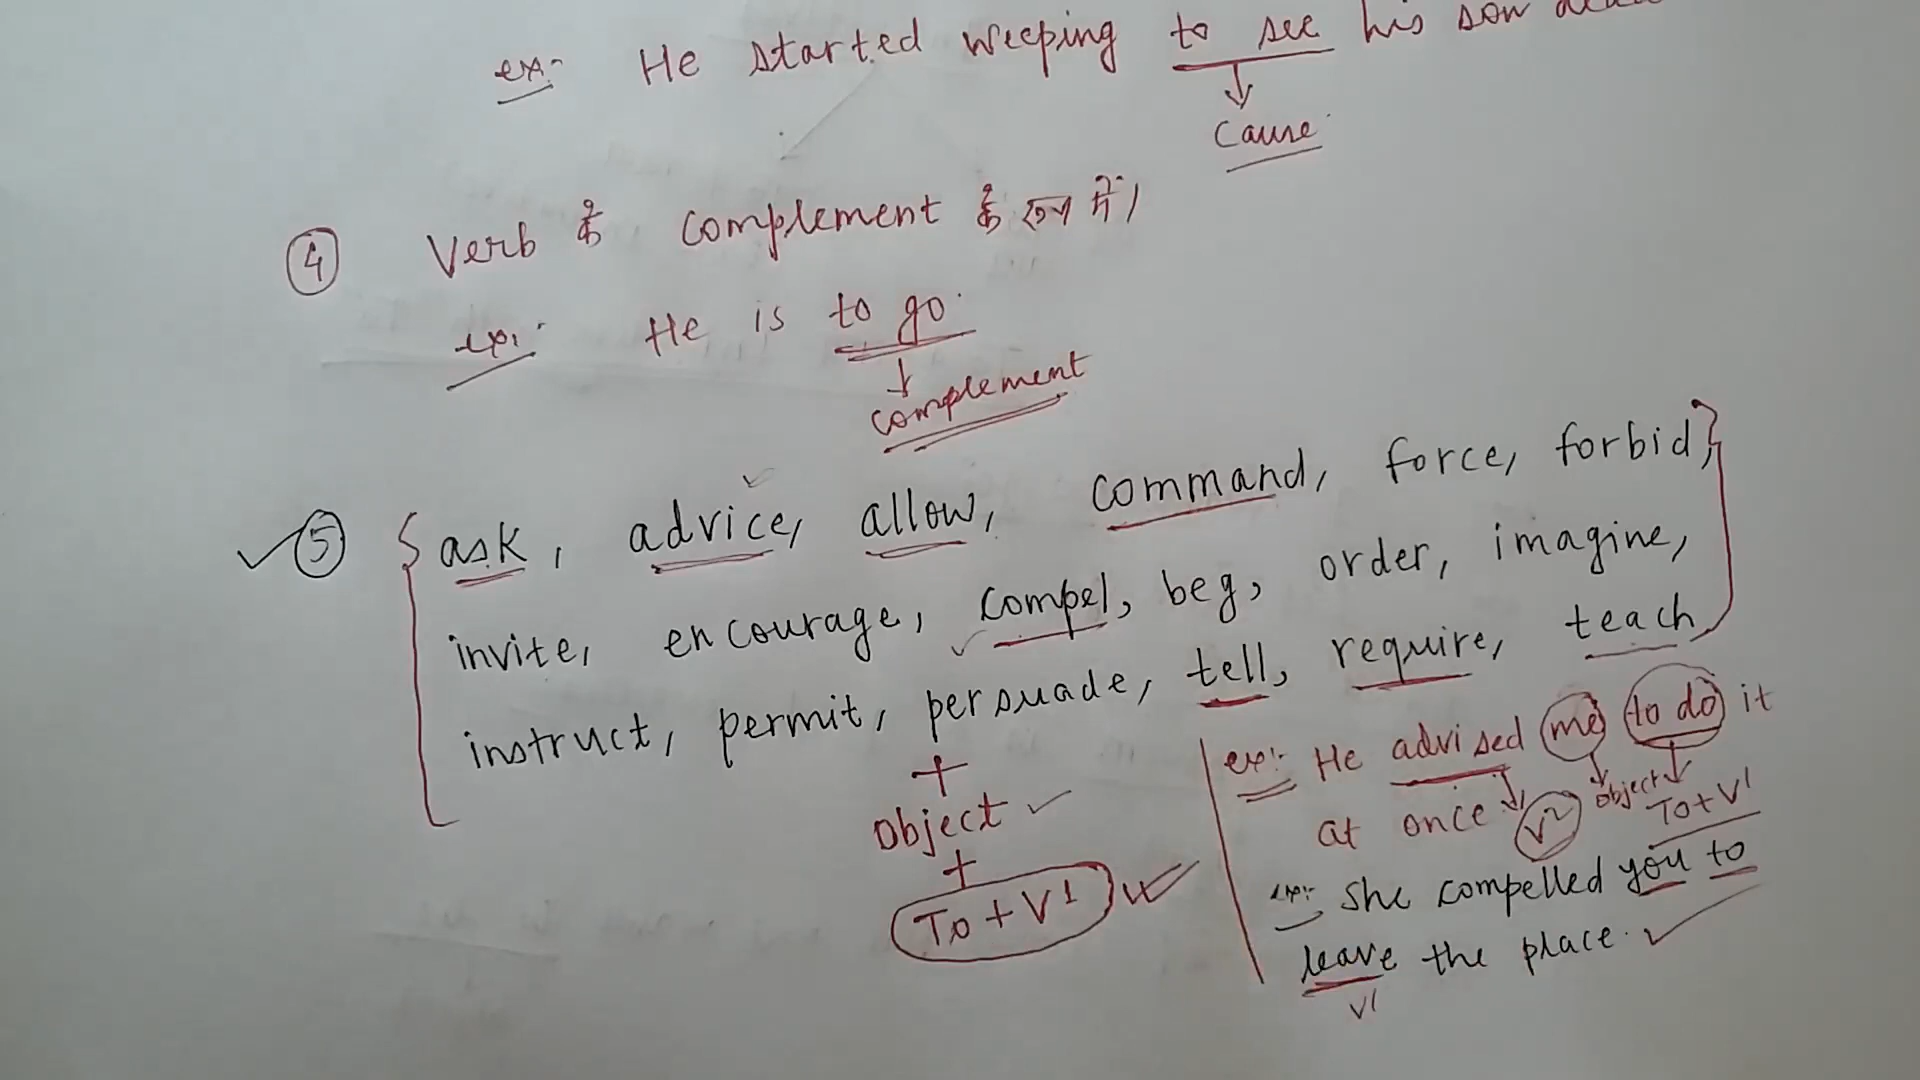 ex:- He started weeping to see his son
Cause
④ Verb के complement के रूप में।
ex:- He is to go.
complement
⑤ { ask, advice, allow, command, force, forbid, }
invite, encourage, compel, beg, order, imagine,
instruct, permit, persuade, tell, require, teach
+
Object
+
To + V¹
ex:- He advised me to do it
object To + V¹
at once V²
ex:- She compelled you to
leave the place.
V¹